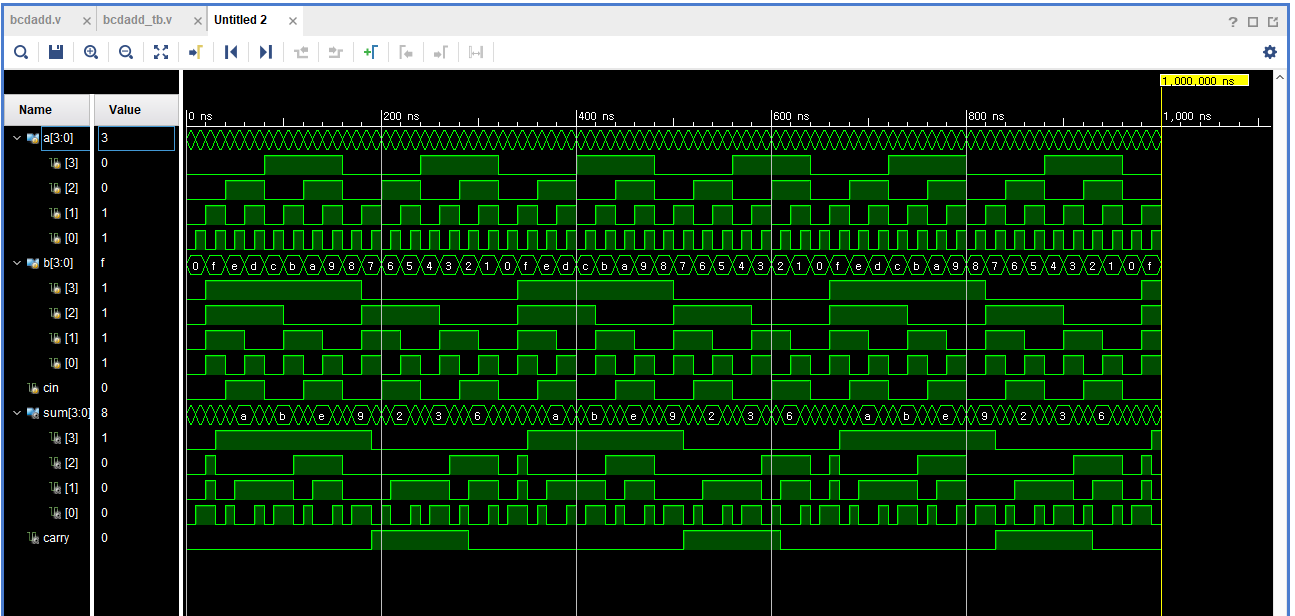 bcdadd.v × bcdadd_tb.v × Untitled 2 ×
?
1,000,000 ns
Name Value
0 ns 200 ns 400 ns 600 ns 800 ns 1,000 ns
a[3:0] 3
[3] 0
[2] 0
[1] 1
[0] 1
b[3:0] f 0 f e d c b a 9 8 7 6 5 4 3 2 1 0 f e d c b a 9 8 7 6 5 4 3 2 1 0 f e d c b a 9 8 7 6 5 4 3 2 1 0 f
[3] 1
[2] 1
[1] 1
[0] 1
cin 0
sum[3:0] 8 a b e 9 2 3 6 a b e 9 2 3 6 a b e 9 2 3 6
[3] 1
[2] 0
[1] 0
[0] 0
carry 0